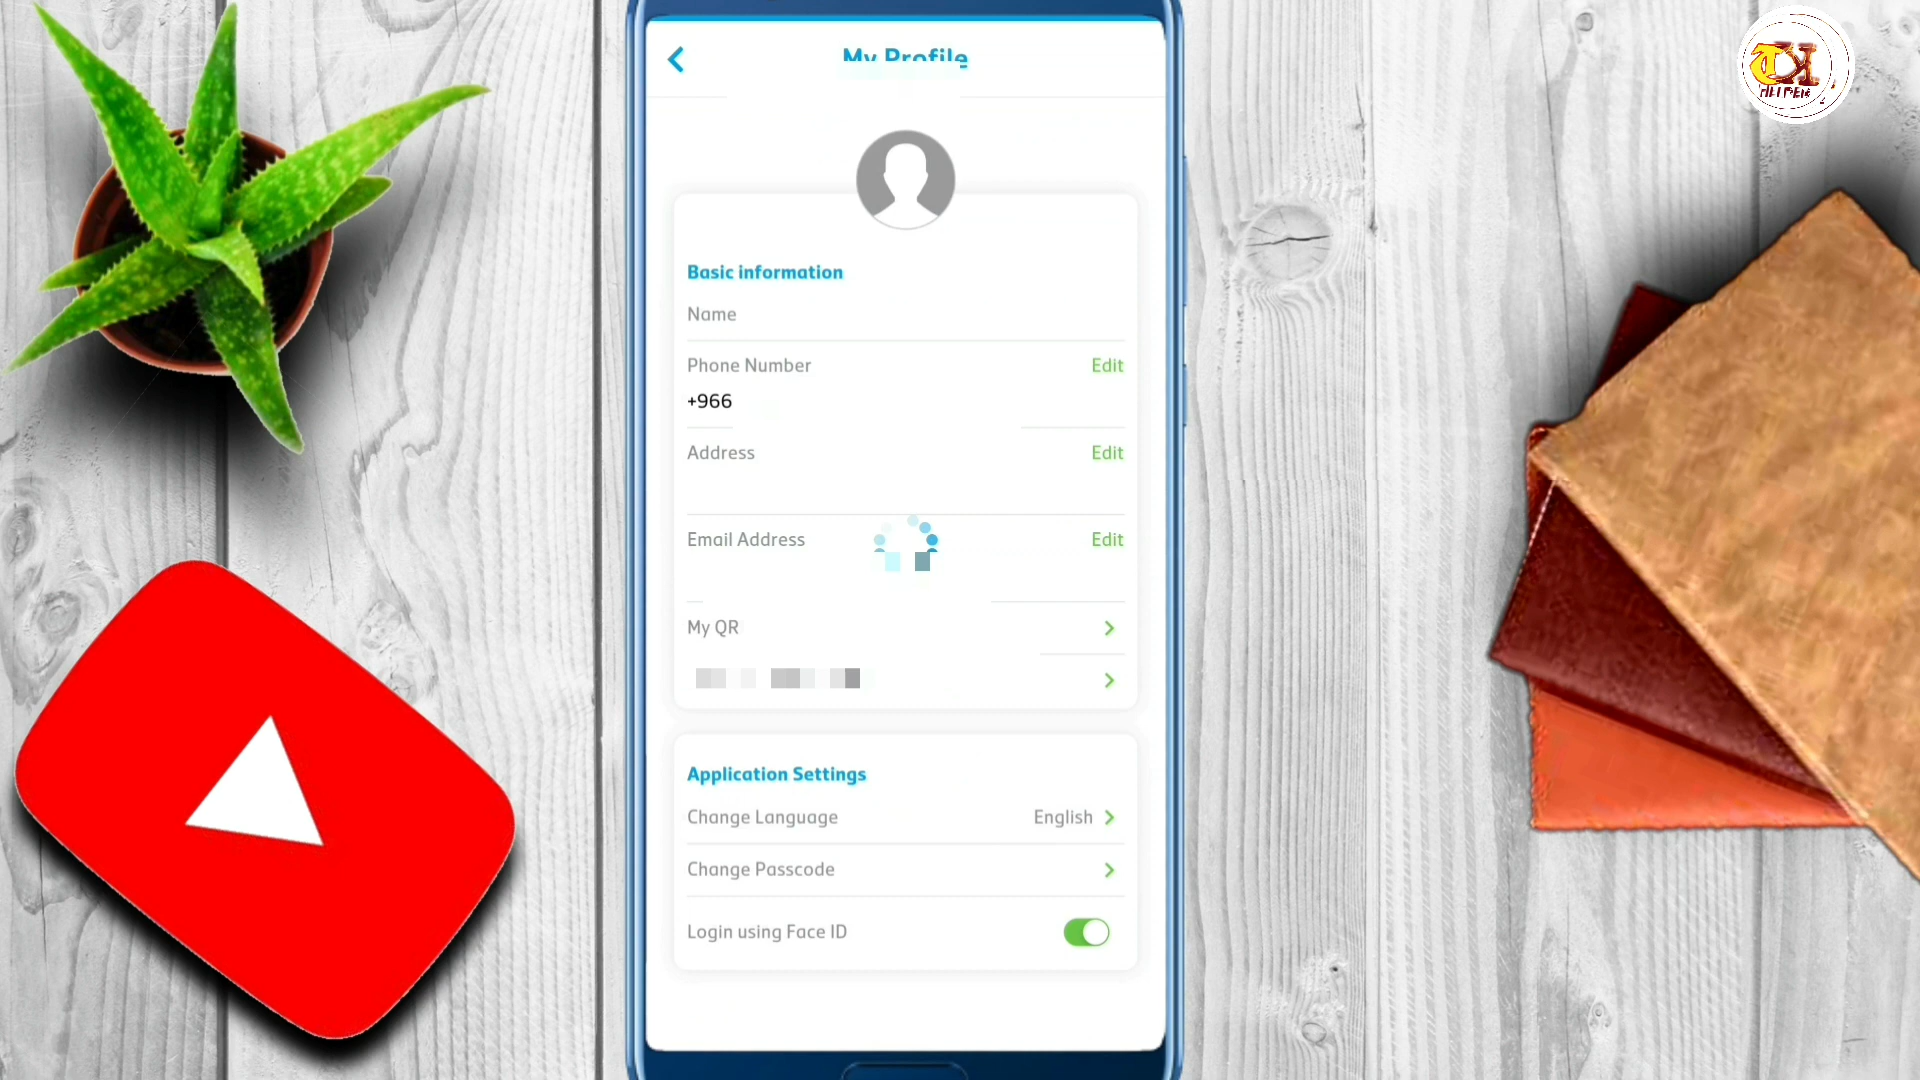 My Profile
Basic information
Name
Phone Number Edit
+966
Address Edit
Email Address Edit
My QR
Application Settings
Change Language English
Change Passcode
Login using Face ID